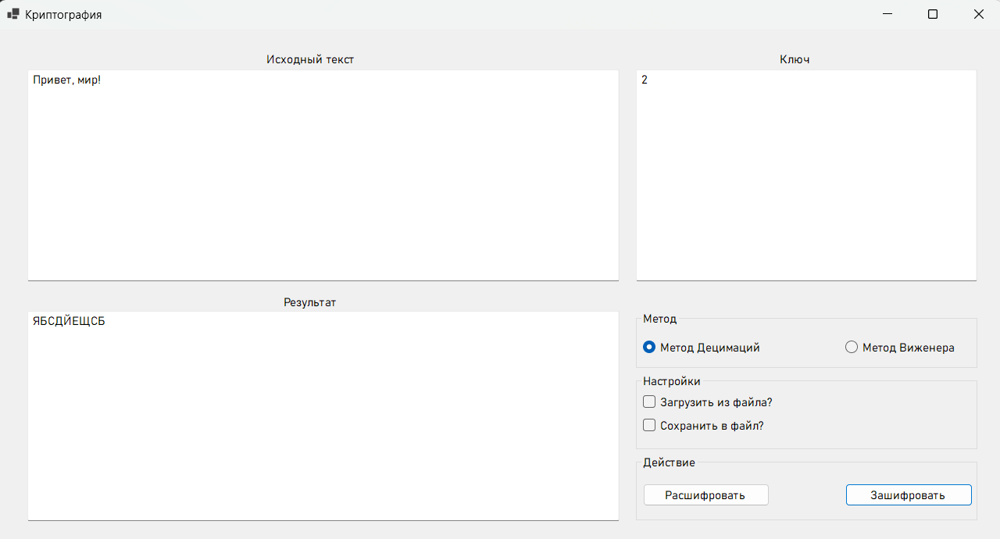 Криптография
Исходный текст
Привет, мир!
Ключ
2
Результат
ЯБСДЙЕЩСБ
Метод
Метод Децимаций
Метод Виженера
Настройки
Загрузить из файла?
Сохранить в файл?
Действие
Расшифровать
Зашифровать